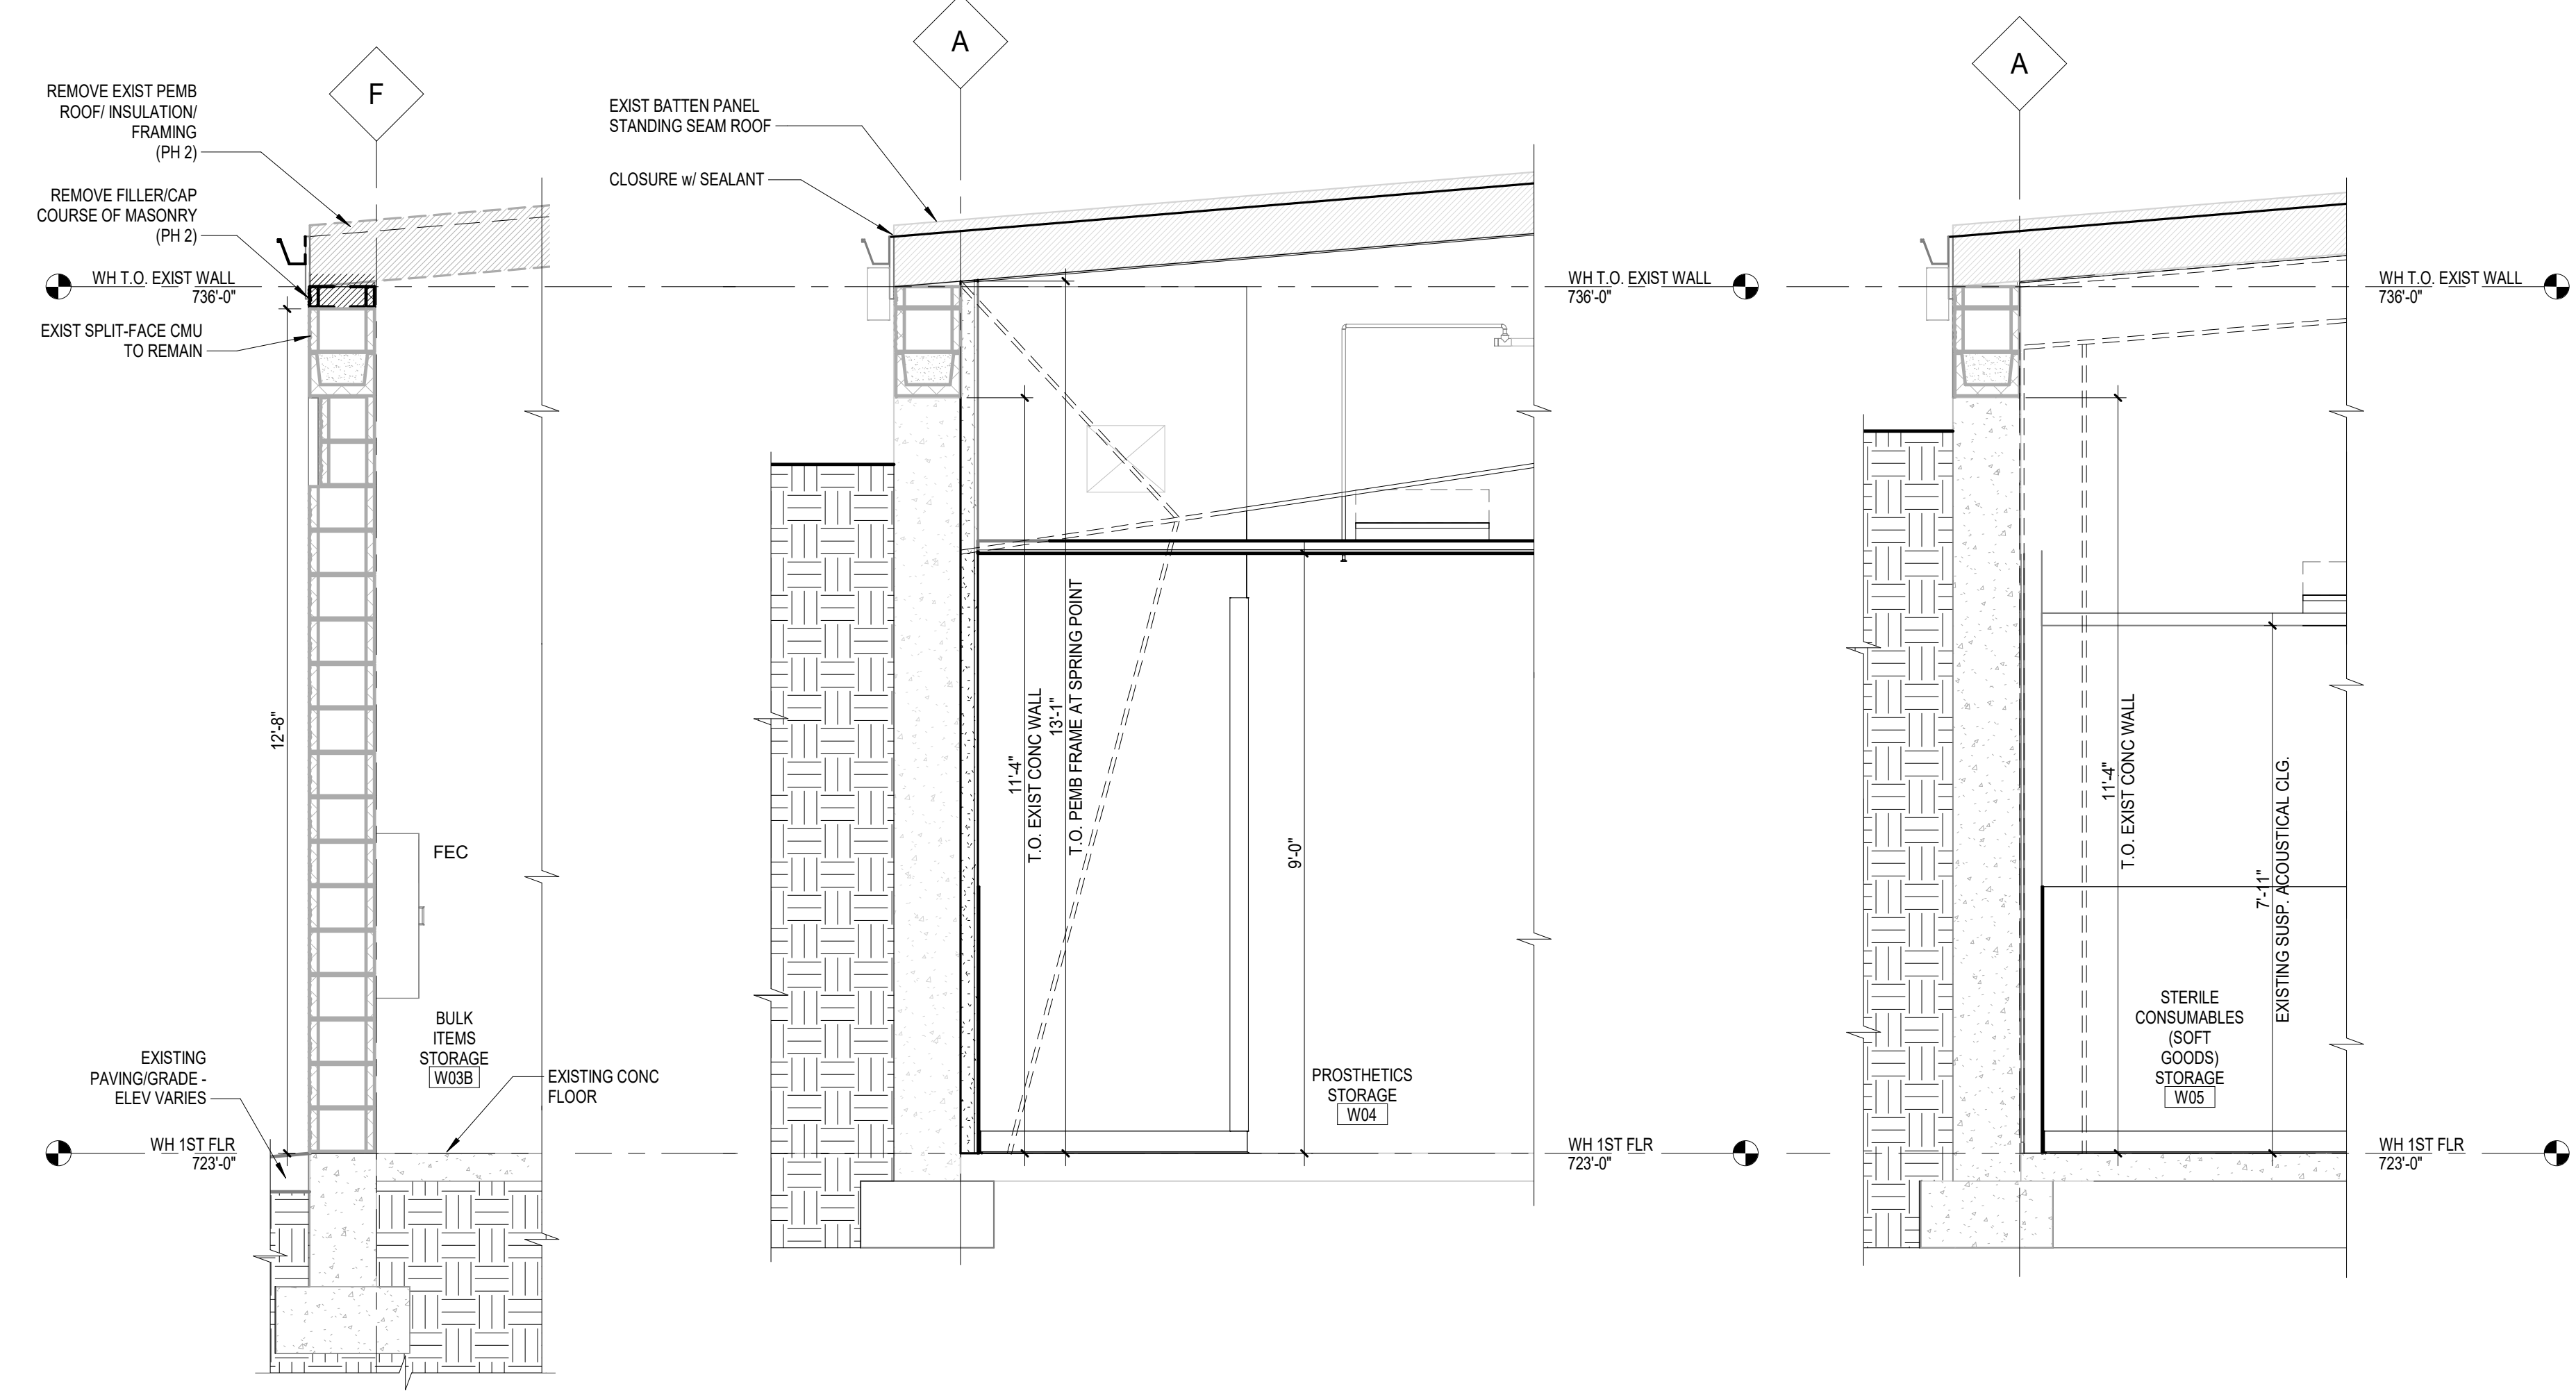 F
REMOVE EXIST PEMB
ROOF/ INSULATION/
FRAMING
(PH 2)
REMOVE FILLER/CAP
COURSE OF MASONRY
(PH 2)
WH T.O. EXIST WALL
736'-0"
EXIST SPLIT-FACE CMU
TO REMAIN
12'-8"
FEC
BULK
ITEMS
STORAGE
W03B
EXISTING
PAVING/GRADE -
ELEV VARIES
EXISTING CONC
FLOOR
WH 1ST FLR
723'-0"
A
EXIST BATTEN PANEL
STANDING SEAM ROOF
CLOSURE w/ SEALANT
WH T.O. EXIST WALL
736'-0"
11'-4"
T.O. EXIST CONC WALL
13'-1"
T.O. PEMB FRAME AT SPRING POINT
9'-0"
PROSTHETICS
STORAGE
W04
WH 1ST FLR
723'-0"
A
WH T.O. EXIST WALL
736'-0"
11'-4"
T.O. EXIST CONC WALL
7'-11"
EXISTING SUSP. ACOUSTICAL CLG.
STERILE
CONSUMABLES
(SOFT
GOODS)
STORAGE
W05
WH 1ST FLR
723'-0"